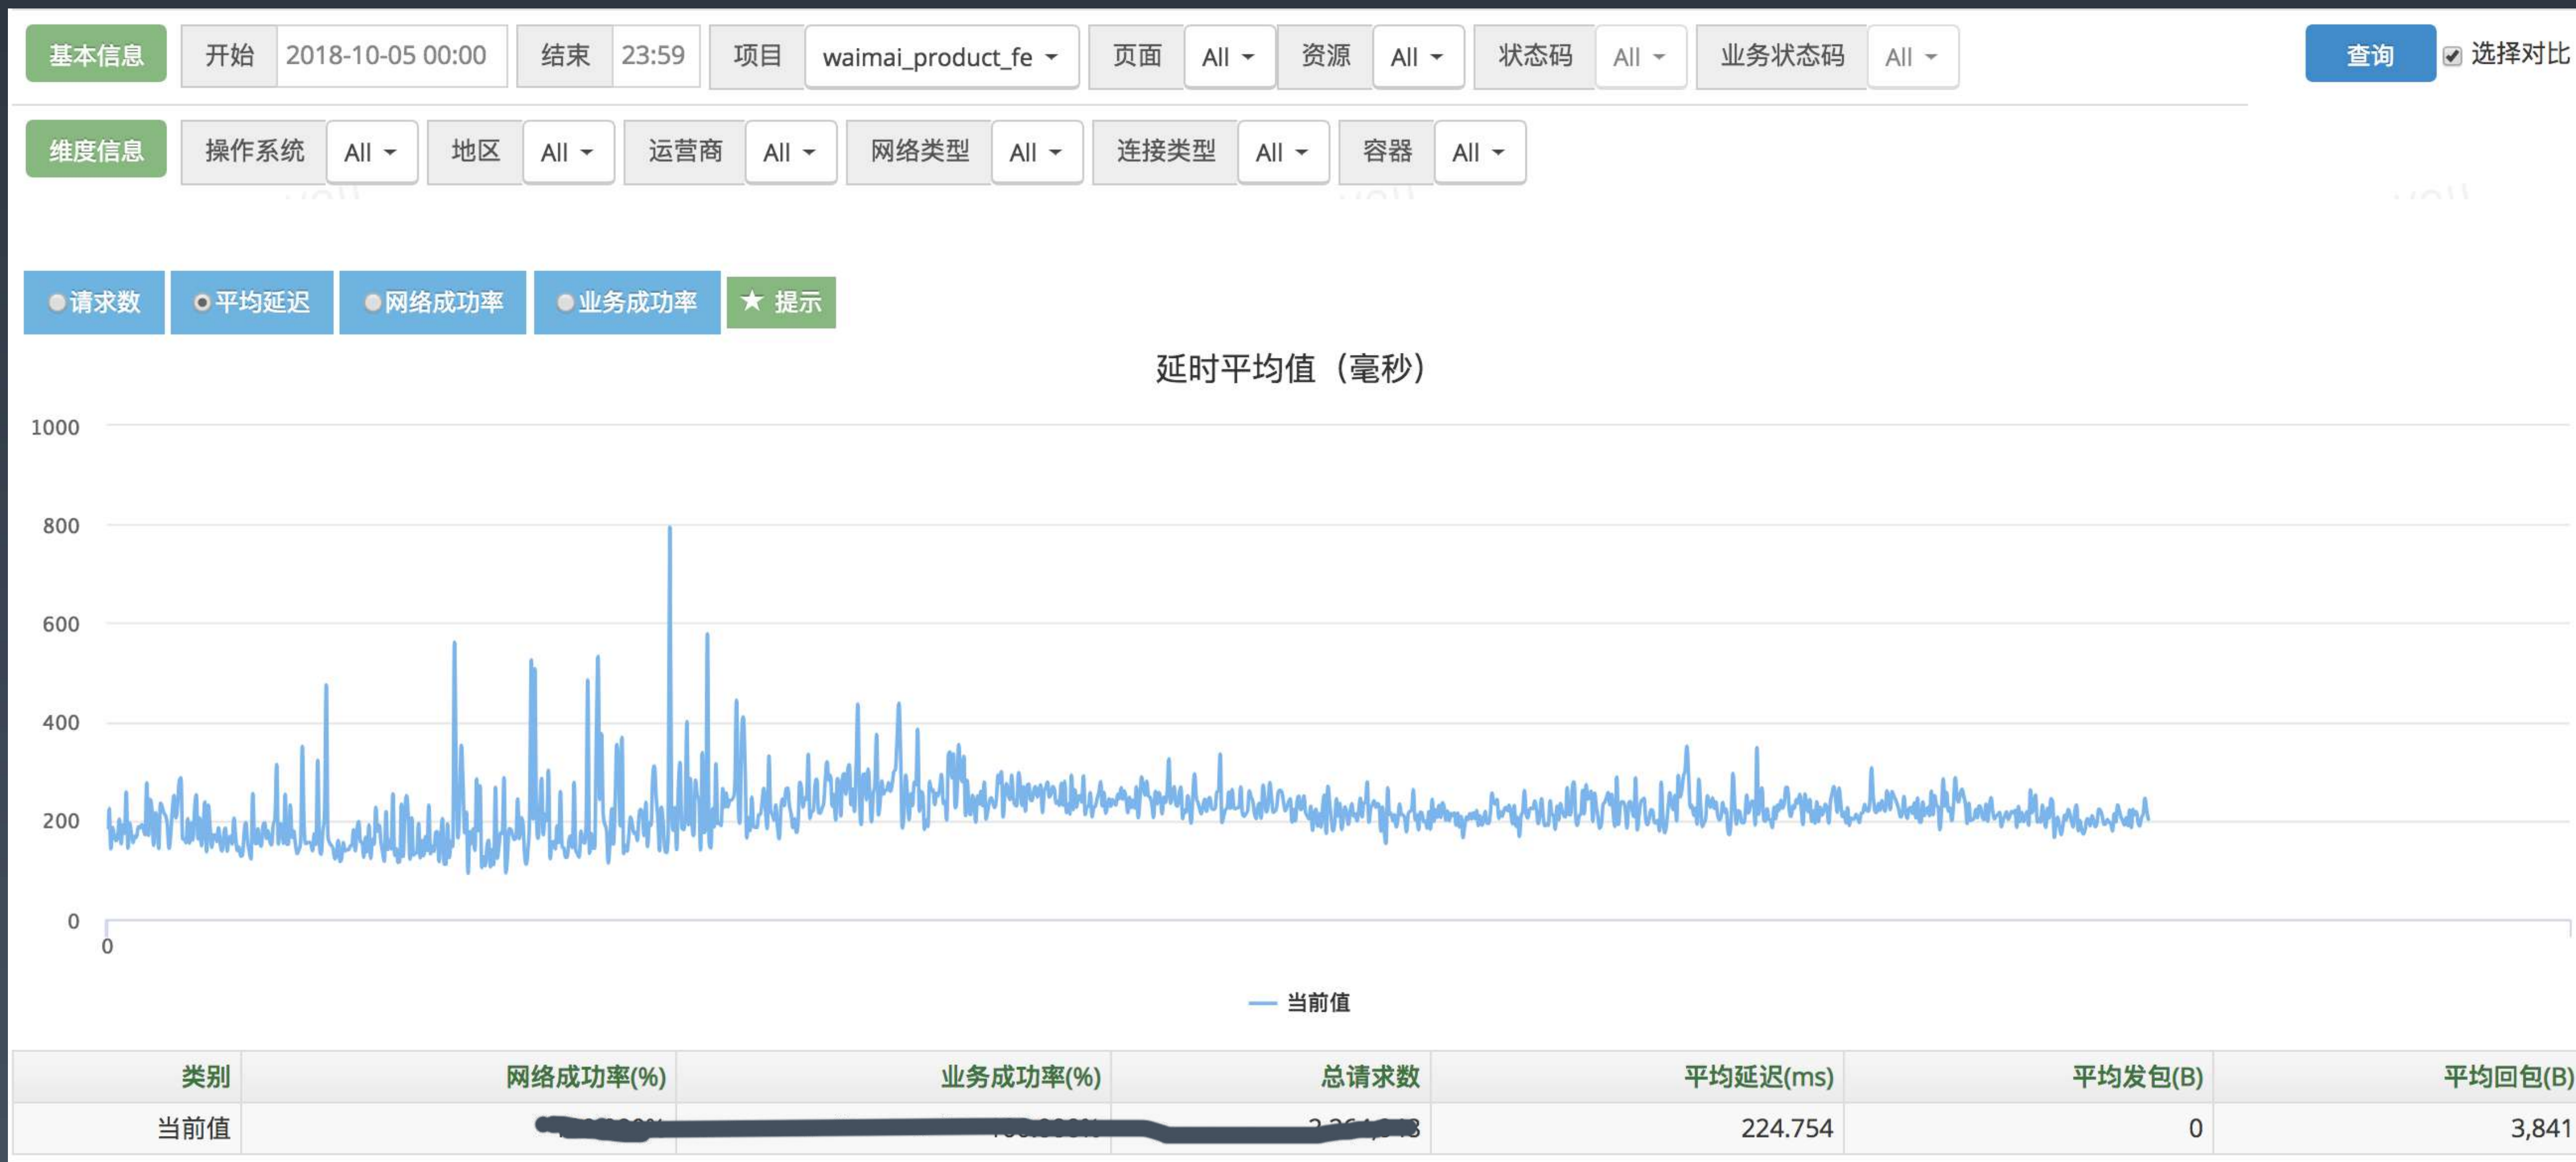 基本信息 开始 2018-10-05 00:00 结束 23:59 项目 waimai_product_fe 页面 All 资源 All 状态码 All 业务状态码 All 查询 选择对比
维度信息 操作系统 All 地区 All 运营商 All 网络类型 All 连接类型 All 容器 All
请求数 平均延迟 网络成功率 业务成功率 ★ 提示
延时平均值（毫秒）
1000
800
600
400
200
0
0
当前值
类别 网络成功率(%) 业务成功率(%) 总请求数 平均延迟(ms) 平均发包(B) 平均回包(B)
当前值 224.754 0 3,841